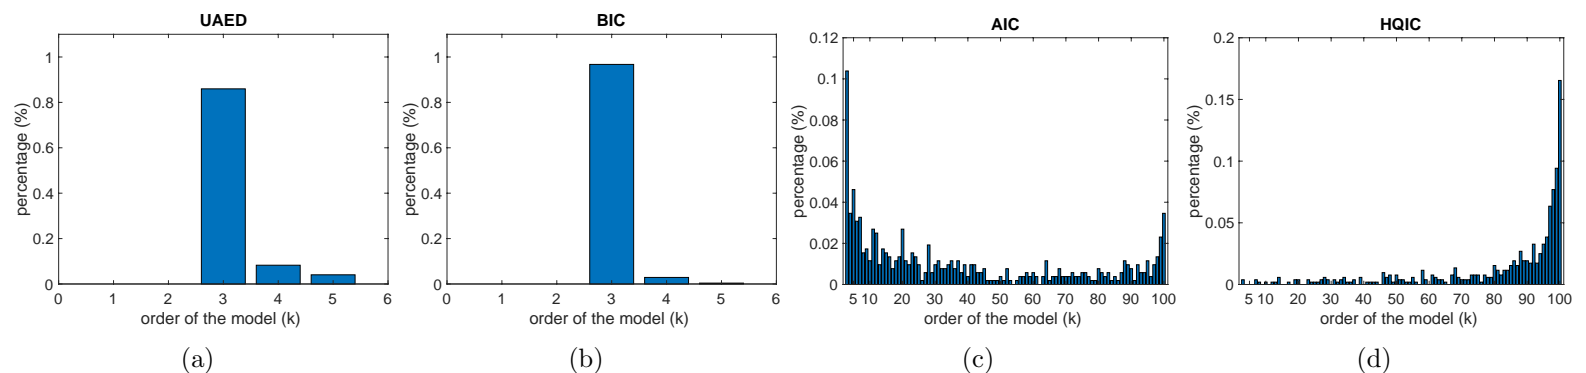 UAED
1
0.8
0.6
0.4
0.2
0
percentage (%)
0 1 2 3 4 5 6
order of the model (k)
(a)
BIC
1
0.8
0.6
0.4
0.2
0
percentage (%)
0 1 2 3 4 5 6
order of the model (k)
(b)
AIC
0.12
0.1
0.08
0.06
0.04
0.02
0
percentage (%)
5 10 20 30 40 50 60 70 80 90 100
order of the model (k)
(c)
HQIC
0.2
0.15
0.1
0.05
0
percentage (%)
5 10 20 30 40 50 60 70 80 90 100
order of the model (k)
(d)